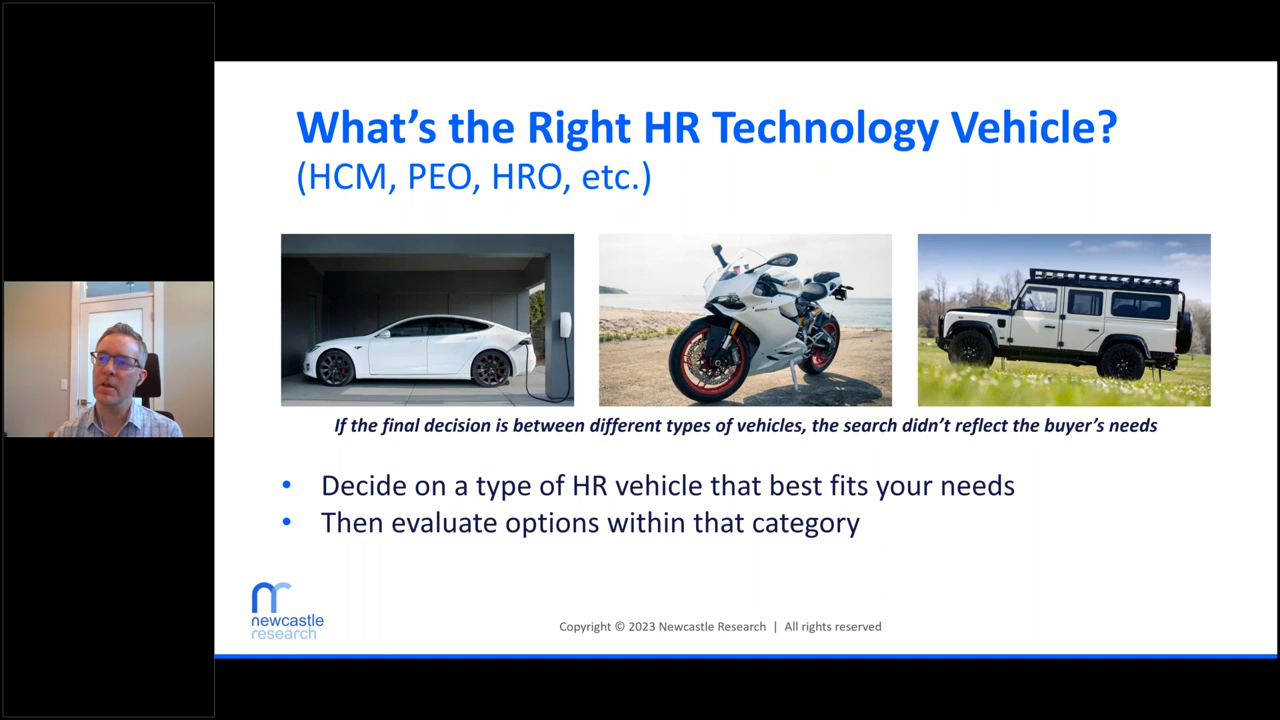 What’s the Right HR Technology Vehicle?
(HCM, PEO, HRO, etc.)
If the final decision is between different types of vehicles, the search didn’t reflect the buyer’s needs
• Decide on a type of HR vehicle that best fits your needs
• Then evaluate options within that category
newcastle
research
Copyright © 2023 Newcastle Research | All rights reserved